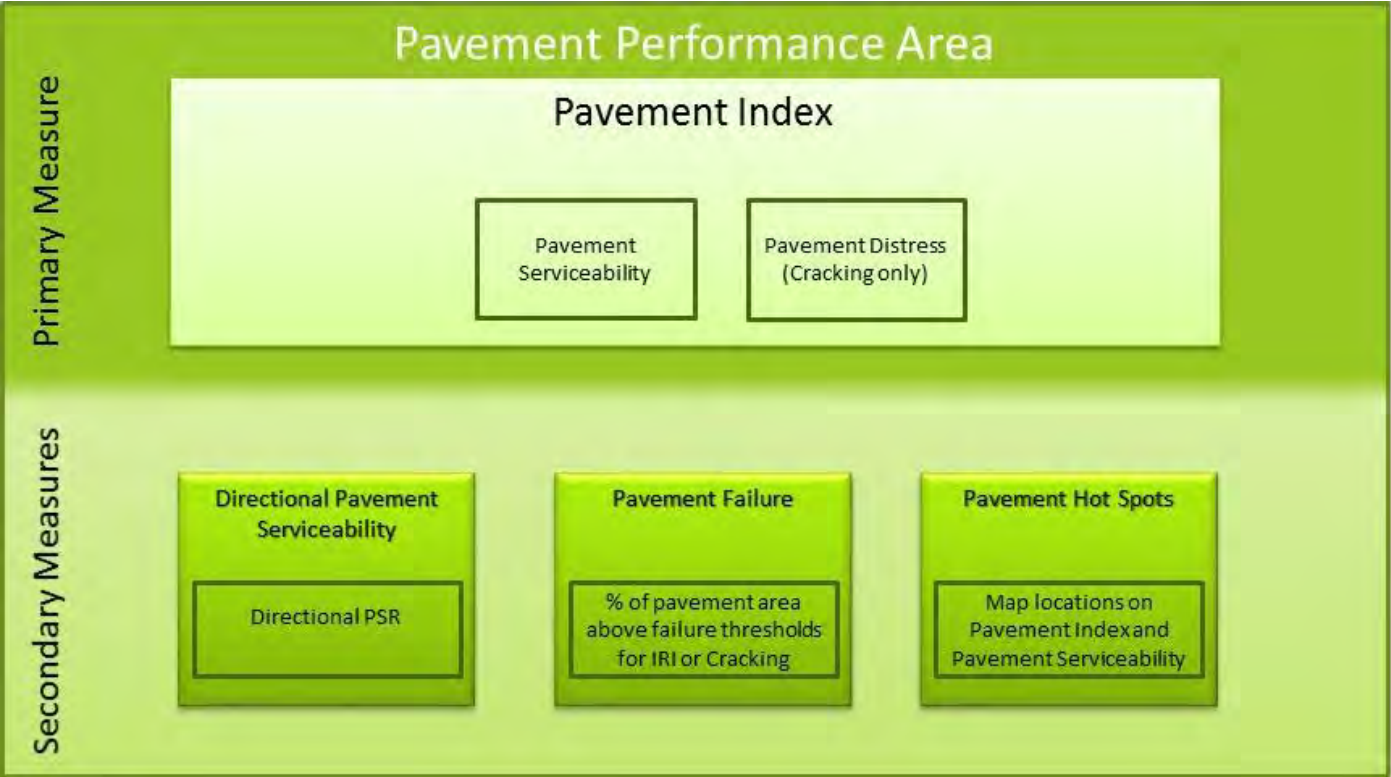 Pavement Performance Area
Primary Measure
Pavement Index
Pavement
Serviceability
Pavement Distress
(Cracking only)
Secondary Measures
Directional Pavement
Serviceability
Directional PSR
Pavement Failure
% of pavement area
above failure thresholds
for IRI or Cracking
Pavement Hot Spots
Map locations on
Pavement Index and
Pavement Serviceability